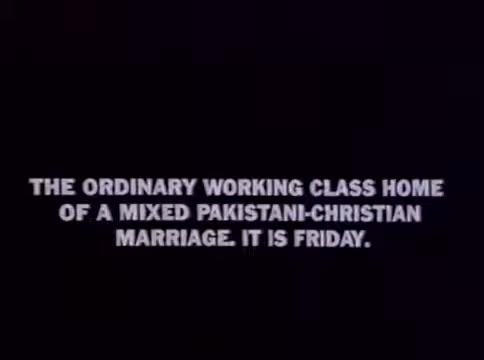 THE ORDINARY WORKING CLASS HOME
OF A MIXED PAKISTANI-CHRISTIAN
MARRIAGE. IT IS FRIDAY.